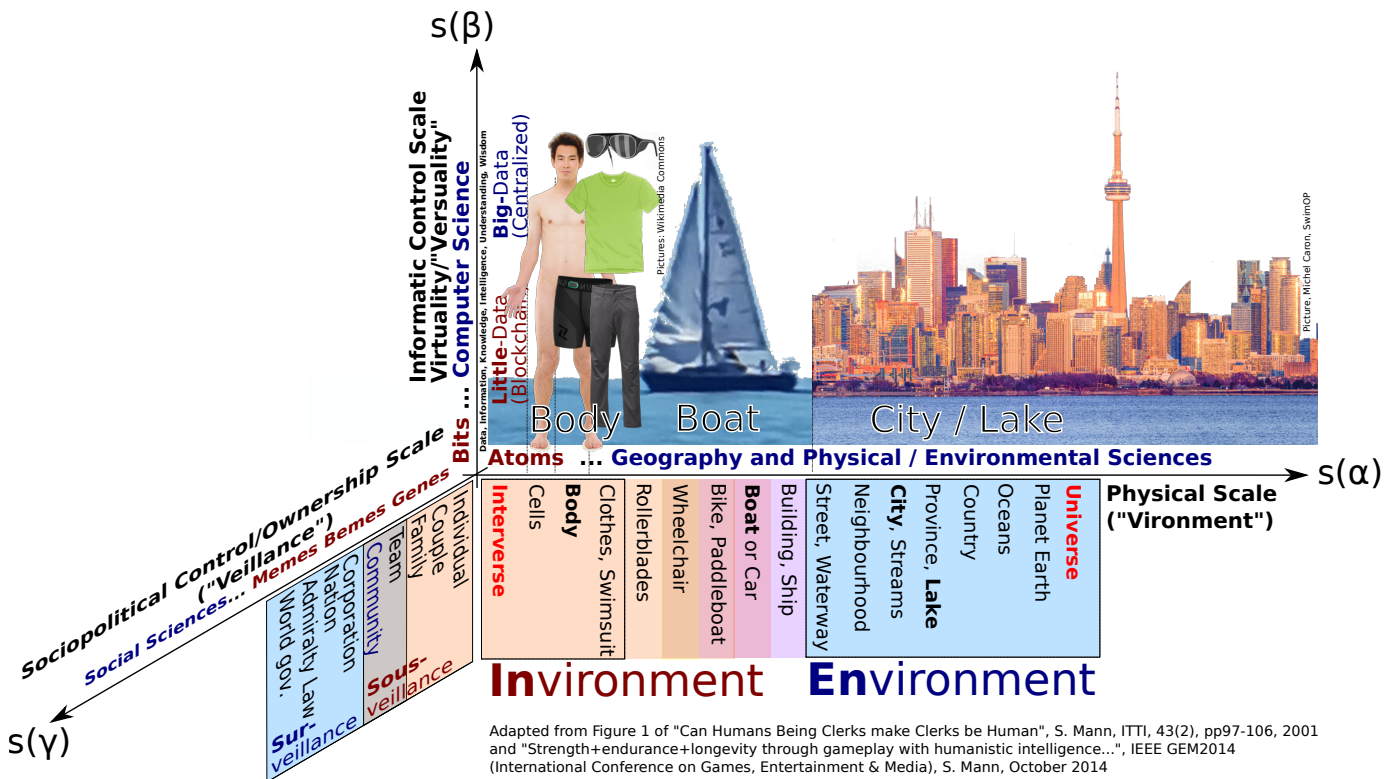 s(β)
Informatic Control Scale
Virtuality/"Versuality"
Bits ... Computer Science
Data, Information, Knowledge, Intelligence, Understanding, Wisdom
Big-Data
(Centralized)
Little-Data
(Blockchain)
Pictures: Wikimedia Commons
Picture, Michel Caron, SwimOP
Body
Boat
City / Lake
Atoms ... Geography and Physical / Environmental Sciences
s(α)
Physical Scale
("Vironment")
Interverse
Cells
Body
Clothes, Swimsuit
Rollerblades
Wheelchair
Bike, Paddleboat
Boat or Car
Building, Ship
Street, Waterway
Neighbourhood
City, Streams
Province, Lake
Country
Oceans
Planet Earth
Universe
Invironment
Environment
Sociopolitical Control/Ownership Scale
("Veillance")
Social Sciences... Memes Bemes Genes
s(γ)
Individual
Couple
Family
Team
Community
Corporation
Nation
Admiralty Law
World gov.
Sous-
veillance
Sur-
veillance
Adapted from Figure 1 of "Can Humans Being Clerks make Clerks be Human", S. Mann, ITTI, 43(2), pp97-106, 2001
and "Strength+endurance+longevity through gameplay with humanistic intelligence...", IEEE GEM2014
(International Conference on Games, Entertainment & Media), S. Mann, October 2014